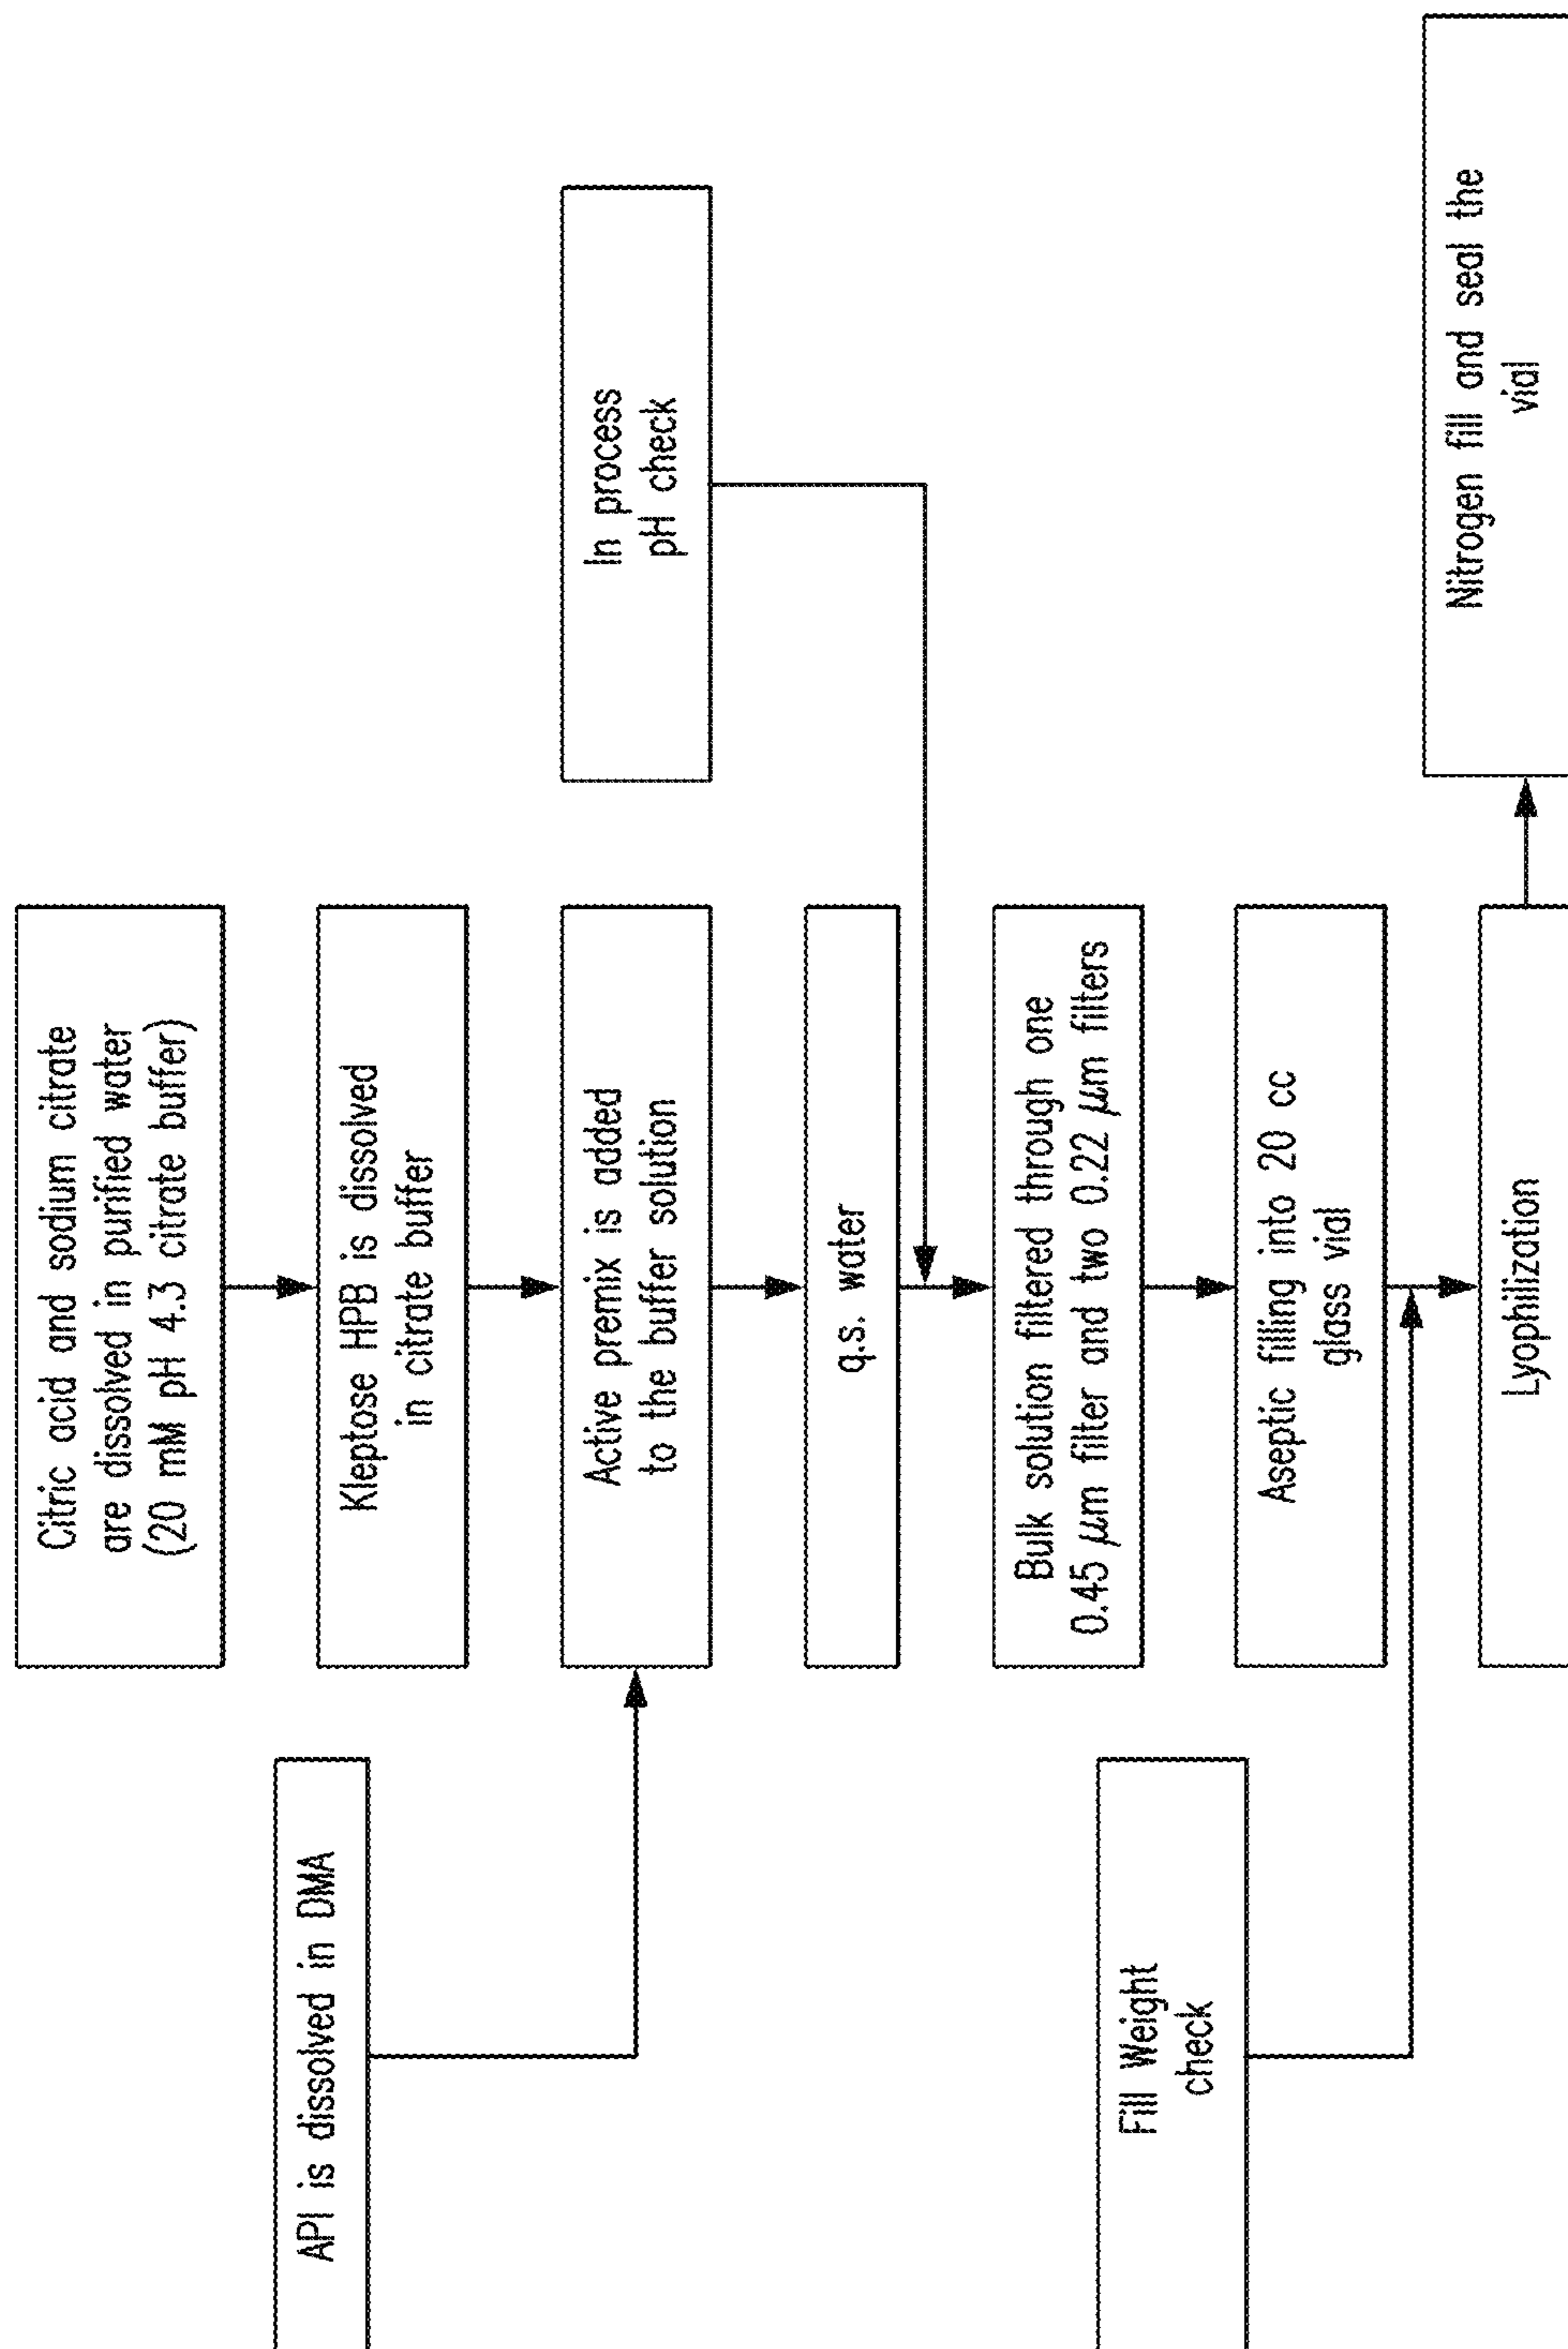 Citric acid and sodium citrate
are dissolved in purified water
(20 mM pH 4.3 citrate buffer)
API is dissolved in DMA
Kleptose HPB is dissolved
in citrate buffer
Active premix is added
to the buffer solution
In process
pH check
q.s. water
Bulk solution filtered through one
0.45 μm filter and two 0.22 μm filters
Fill Weight
check
Aseptic filling into 20 cc
glass vial
Lyophilization
Nitrogen fill and seal the
vial